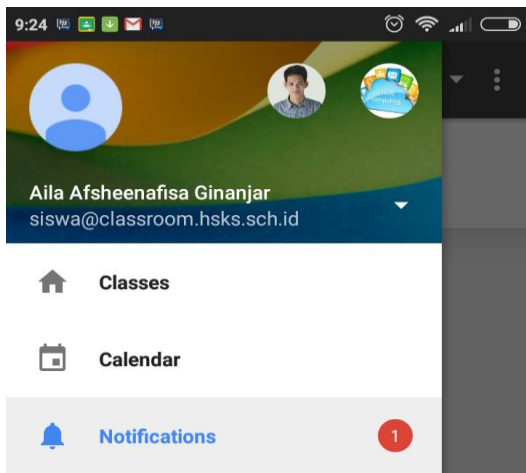 9:24
Aila Afsheenafisa Ginanjar
siswa@classroom.hsks.sch.id
Classes
Calendar
Notifications 1